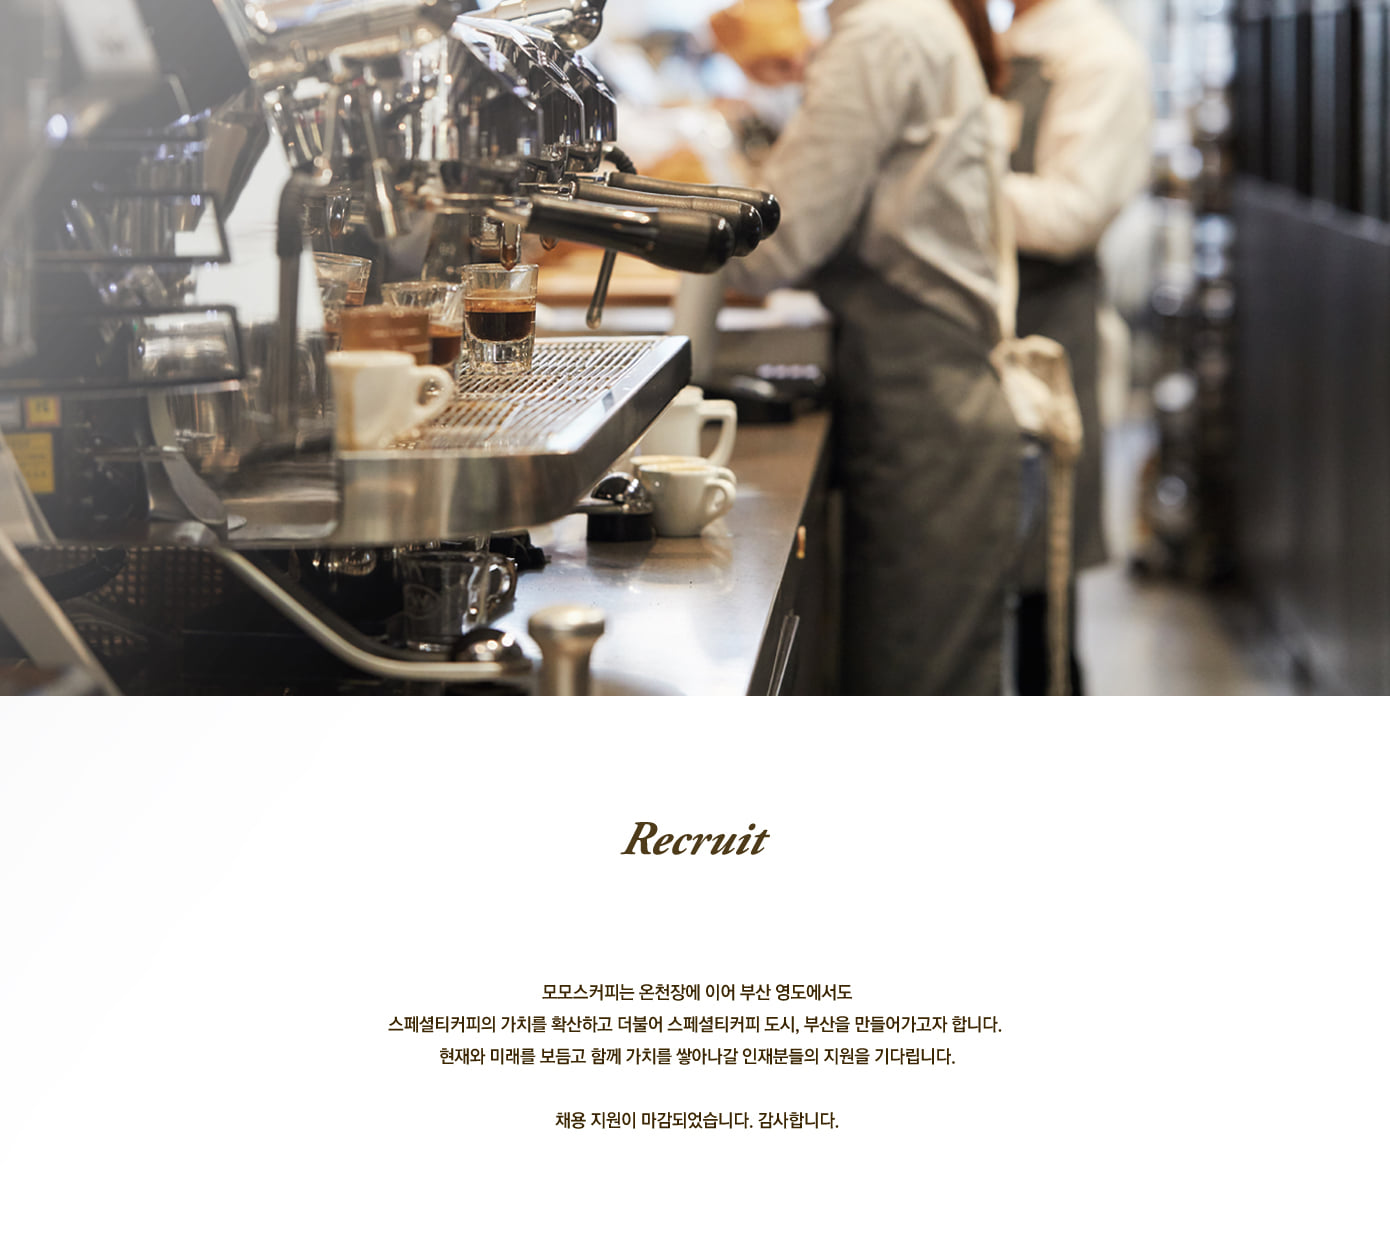 Recruit
모모스커피는 온천장에 이어 부산 영도에서도
스페셜티커피의 가치를 확산하고 더불어 스페셜티커피 도시, 부산을 만들어가고자 합니다.
현재와 미래를 보듬고 함께 가치를 쌓아나갈 인재분들의 지원을 기다립니다.
채용 지원이 마감되었습니다. 감사합니다.